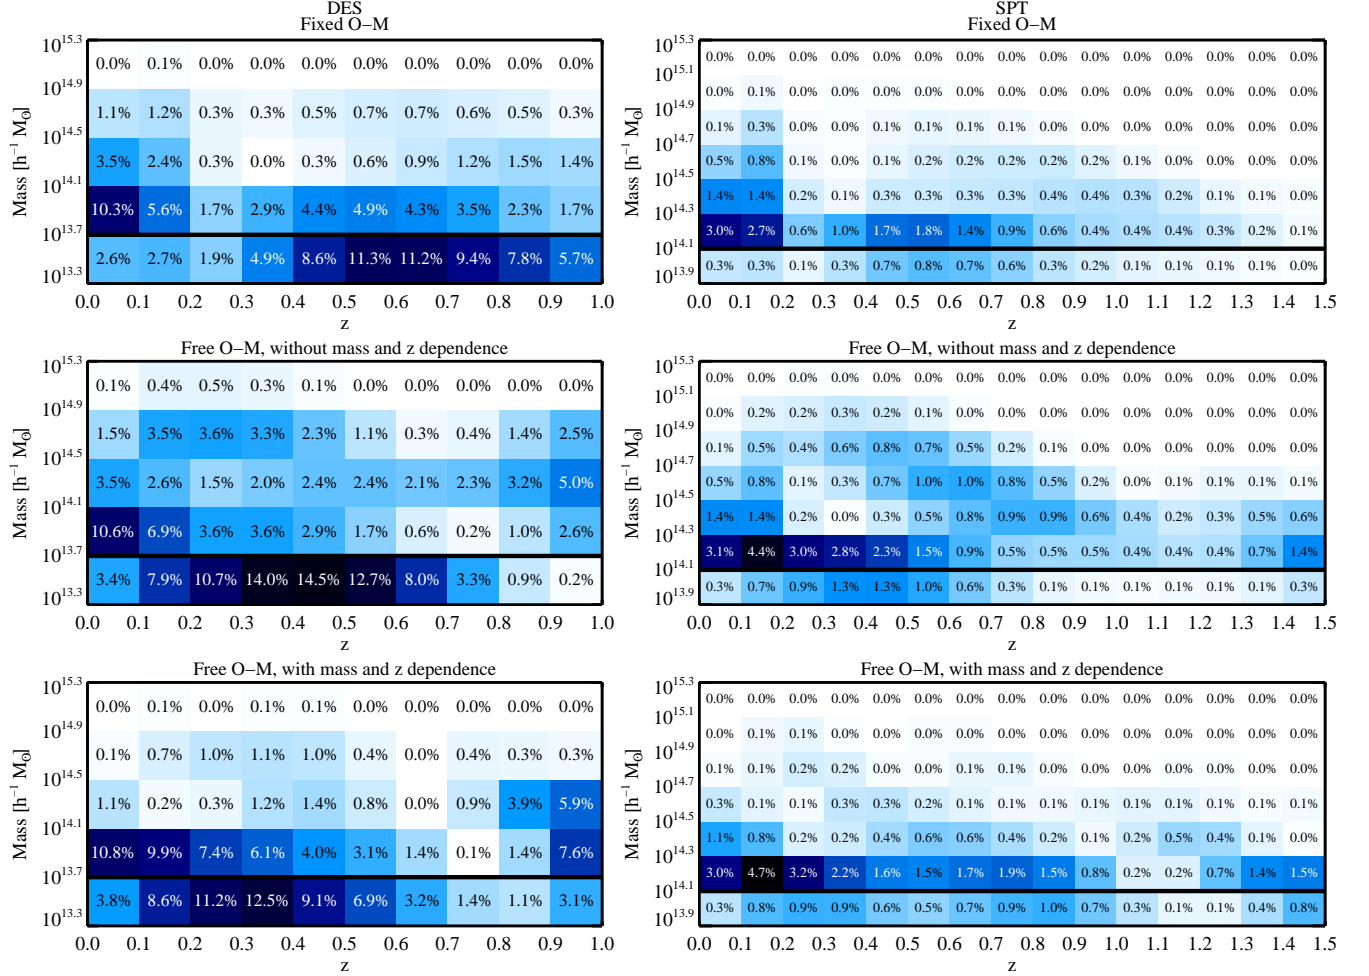 DES
Fixed O−M
10^15.3
0.0% 0.1% 0.0% 0.0% 0.0% 0.0% 0.0% 0.0% 0.0% 0.0%
10^14.9
1.1% 1.2% 0.3% 0.3% 0.5% 0.7% 0.7% 0.6% 0.5% 0.3%
10^14.5
3.5% 2.4% 0.3% 0.0% 0.3% 0.6% 0.9% 1.2% 1.5% 1.4%
10^14.1
10.3% 5.6% 1.7% 2.9% 4.4% 4.9% 4.3% 3.5% 2.3% 1.7%
10^13.7
2.6% 2.7% 1.9% 4.9% 8.6% 11.3% 11.2% 9.4% 7.8% 5.7%
10^13.3
Mass [h⁻¹ M_⊙]
0.0 0.1 0.2 0.3 0.4 0.5 0.6 0.7 0.8 0.9 1.0
z
SPT
Fixed O−M
10^15.3
0.0% 0.0% 0.0% 0.0% 0.0% 0.0% 0.0% 0.0% 0.0% 0.0% 0.0% 0.0% 0.0% 0.0% 0.0%
10^15.1
0.0% 0.1% 0.0% 0.0% 0.0% 0.0% 0.0% 0.0% 0.0% 0.0% 0.0% 0.0% 0.0% 0.0% 0.0%
10^14.9
0.1% 0.3% 0.0% 0.0% 0.1% 0.1% 0.1% 0.1% 0.0% 0.0% 0.0% 0.0% 0.0% 0.0% 0.0%
10^14.7
0.5% 0.8% 0.1% 0.0% 0.1% 0.2% 0.2% 0.2% 0.2% 0.2% 0.1% 0.0% 0.0% 0.0% 0.0%
10^14.5
1.4% 1.4% 0.2% 0.1% 0.3% 0.3% 0.3% 0.3% 0.4% 0.4% 0.3% 0.2% 0.1% 0.1% 0.0%
10^14.3
3.0% 2.7% 0.6% 1.0% 1.7% 1.8% 1.4% 0.9% 0.6% 0.4% 0.4% 0.4% 0.3% 0.2% 0.1%
10^14.1
0.3% 0.3% 0.1% 0.3% 0.7% 0.8% 0.7% 0.6% 0.3% 0.2% 0.1% 0.1% 0.1% 0.1% 0.0%
10^13.9
Mass [h⁻¹ M_⊙]
0.0 0.1 0.2 0.3 0.4 0.5 0.6 0.7 0.8 0.9 1.0 1.1 1.2 1.3 1.4 1.5
z
Free O−M, without mass and z dependence
10^15.3
0.1% 0.4% 0.5% 0.3% 0.1% 0.0% 0.0% 0.0% 0.0% 0.0%
10^14.9
1.5% 3.5% 3.6% 3.3% 2.3% 1.1% 0.3% 0.4% 1.4% 2.5%
10^14.5
3.5% 2.6% 1.5% 2.0% 2.4% 2.4% 2.1% 2.3% 3.2% 5.0%
10^14.1
10.6% 6.9% 3.6% 3.6% 2.9% 1.7% 0.6% 0.2% 1.0% 2.6%
10^13.7
3.4% 7.9% 10.7% 14.0% 14.5% 12.7% 8.0% 3.3% 0.9% 0.2%
10^13.3
Mass [h⁻¹ M_⊙]
0.0 0.1 0.2 0.3 0.4 0.5 0.6 0.7 0.8 0.9 1.0
z
Free O−M, without mass and z dependence
10^15.3
0.0% 0.0% 0.0% 0.0% 0.0% 0.0% 0.0% 0.0% 0.0% 0.0% 0.0% 0.0% 0.0% 0.0% 0.0%
10^15.1
0.0% 0.2% 0.2% 0.3% 0.2% 0.1% 0.0% 0.0% 0.0% 0.0% 0.0% 0.0% 0.0% 0.0% 0.0%
10^14.9
0.1% 0.5% 0.4% 0.6% 0.8% 0.7% 0.5% 0.2% 0.1% 0.0% 0.0% 0.0% 0.0% 0.0% 0.0%
10^14.7
0.5% 0.8% 0.1% 0.3% 0.7% 1.0% 1.0% 0.8% 0.5% 0.2% 0.0% 0.1% 0.1% 0.1% 0.1%
10^14.5
1.4% 1.4% 0.2% 0.0% 0.3% 0.5% 0.8% 0.9% 0.9% 0.6% 0.4% 0.2% 0.3% 0.5% 0.6%
10^14.3
3.1% 4.4% 3.0% 2.8% 2.3% 1.5% 0.9% 0.5% 0.5% 0.5% 0.4% 0.4% 0.4% 0.7% 1.4%
10^14.1
0.3% 0.7% 0.9% 1.3% 1.3% 1.0% 0.6% 0.3% 0.1% 0.1% 0.1% 0.1% 0.1% 0.1% 0.3%
10^13.9
Mass [h⁻¹ M_⊙]
0.0 0.1 0.2 0.3 0.4 0.5 0.6 0.7 0.8 0.9 1.0 1.1 1.2 1.3 1.4 1.5
z
Free O−M, with mass and z dependence
10^15.3
0.0% 0.1% 0.0% 0.1% 0.1% 0.0% 0.0% 0.0% 0.0% 0.0%
10^14.9
0.1% 0.7% 1.0% 1.1% 1.0% 0.4% 0.0% 0.4% 0.3% 0.3%
10^14.5
1.1% 0.2% 0.3% 1.2% 1.4% 0.8% 0.0% 0.9% 3.9% 5.9%
10^14.1
10.8% 9.9% 7.4% 6.1% 4.0% 3.1% 1.4% 0.1% 1.4% 7.6%
10^13.7
3.8% 8.6% 11.2% 12.5% 9.1% 6.9% 3.2% 1.4% 1.1% 3.1%
10^13.3
Mass [h⁻¹ M_⊙]
0.0 0.1 0.2 0.3 0.4 0.5 0.6 0.7 0.8 0.9 1.0
z
Free O−M, with mass and z dependence
10^15.3
0.0% 0.0% 0.0% 0.0% 0.0% 0.0% 0.0% 0.0% 0.0% 0.0% 0.0% 0.0% 0.0% 0.0% 0.0%
10^15.1
0.0% 0.1% 0.1% 0.0% 0.0% 0.0% 0.0% 0.0% 0.0% 0.0% 0.0% 0.0% 0.0% 0.0% 0.0%
10^14.9
0.1% 0.1% 0.2% 0.2% 0.0% 0.0% 0.1% 0.1% 0.0% 0.0% 0.0% 0.0% 0.0% 0.0% 0.0%
10^14.7
0.3% 0.1% 0.1% 0.3% 0.3% 0.2% 0.1% 0.1% 0.1% 0.0% 0.1% 0.1% 0.1% 0.1% 0.1%
10^14.5
1.1% 0.8% 0.2% 0.2% 0.4% 0.6% 0.6% 0.4% 0.2% 0.1% 0.2% 0.5% 0.4% 0.1% 0.0%
10^14.3
3.0% 4.7% 3.2% 2.2% 1.6% 1.5% 1.7% 1.9% 1.5% 0.8% 0.2% 0.2% 0.7% 1.4% 1.5%
10^14.1
0.3% 0.8% 0.9% 0.9% 0.6% 0.5% 0.7% 0.9% 1.0% 0.7% 0.3% 0.1% 0.1% 0.4% 0.8%
10^13.9
Mass [h⁻¹ M_⊙]
0.0 0.1 0.2 0.3 0.4 0.5 0.6 0.7 0.8 0.9 1.0 1.1 1.2 1.3 1.4 1.5
z